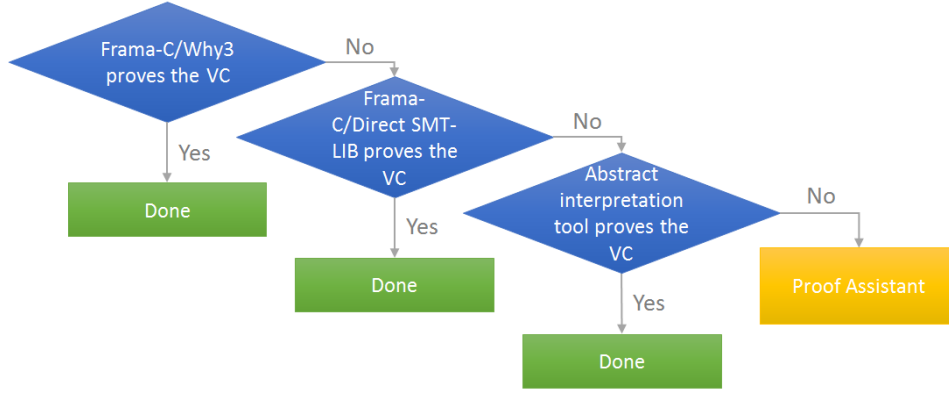 Frama-C/Why3
proves the VC
No
Frama-
C/Direct SMT-
LIB proves the
VC
No
Yes
Abstract
interpretation
tool proves the
VC
No
Done
Yes
Done
Proof Assistant
Yes
Done